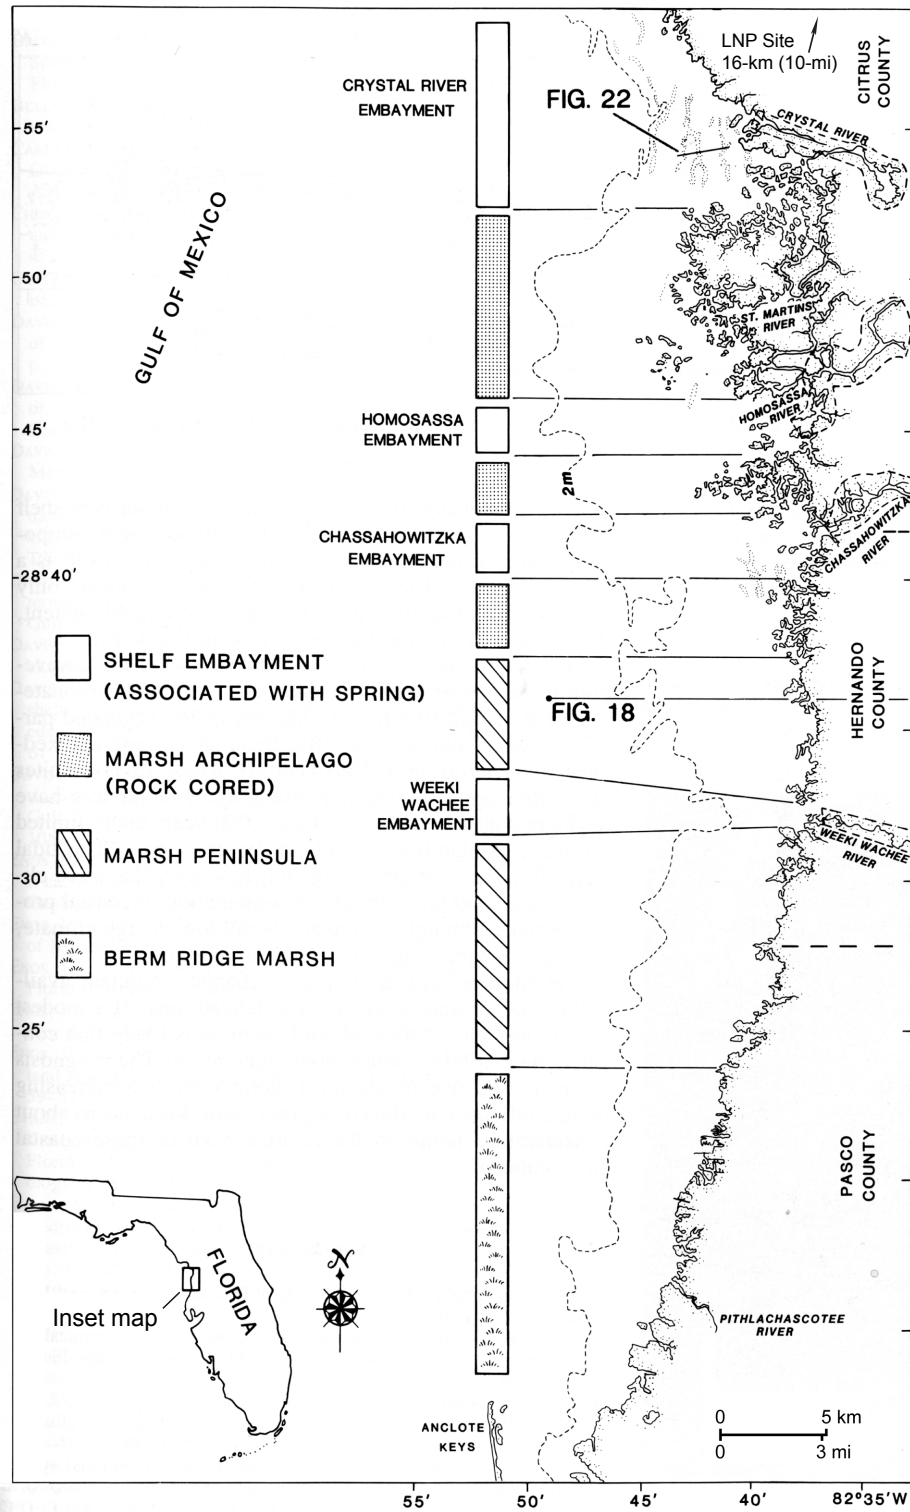 LNP Site
16-km (10-mi)
CITRUS
COUNTY
CRYSTAL RIVER
EMBAYMENT
FIG. 22
CRYSTAL RIVER
55'
GULF OF MEXICO
50'
ST. MARTINS
RIVER
HOMOSASSA
RIVER
HOMOSASSA
EMBAYMENT
45'
2m
CHASSAHOWITZKA
EMBAYMENT
CHASSAHOWITZKA
RIVER
28°40'
SHELF EMBAYMENT
(ASSOCIATED WITH SPRING)
FIG. 18
HERNANDO
COUNTY
MARSH ARCHIPELAGO
(ROCK CORED)
WEEKI
WACHEE
EMBAYMENT
WEEKI WACHEE
RIVER
MARSH PENINSULA
30'
BERM RIDGE MARSH
25'
PASCO
COUNTY
FLORIDA
N
Inset map
PITHLACHASCOTEE
RIVER
ANCLOTE
KEYS
0 5 km
0 3 mi
55' 50' 45' 40' 82°35'W